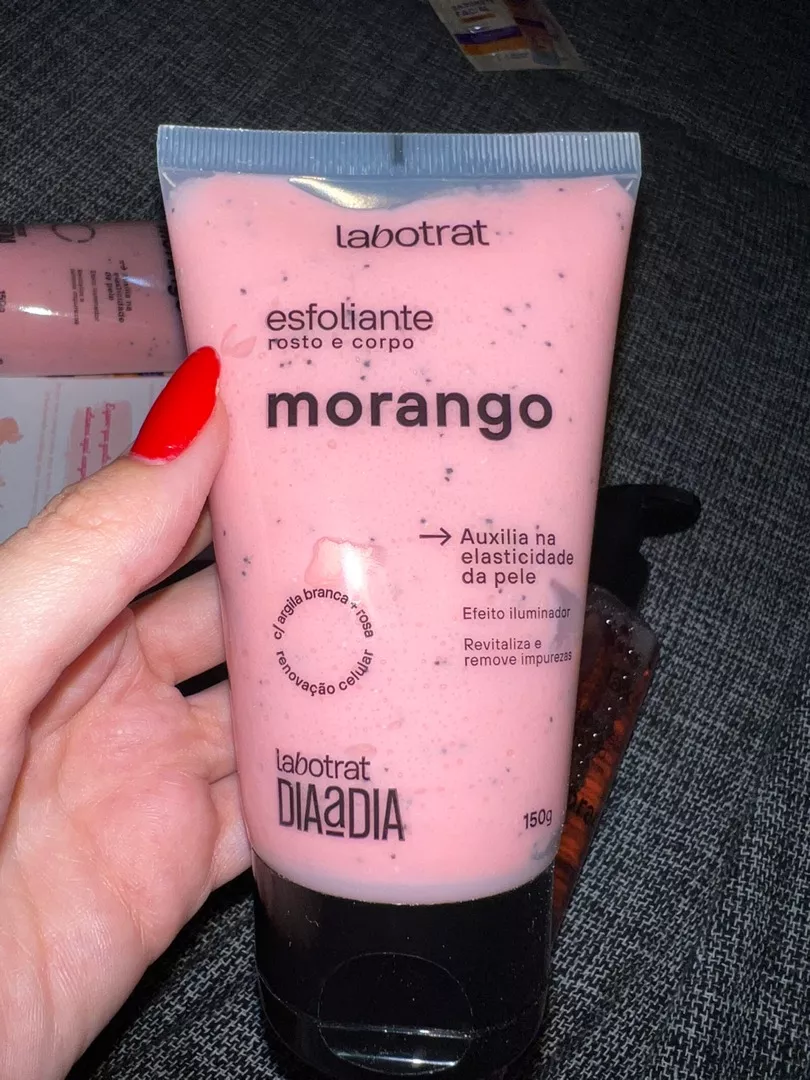 labotrat
esfoliante
rosto e corpo
morango
→ Auxilia na
elasticidade
da pele
Efeito iluminador
Revitaliza e
remove impurezas
c/ argila branca + rosa
renovação celular
labotrat
DIAaDIA
150g